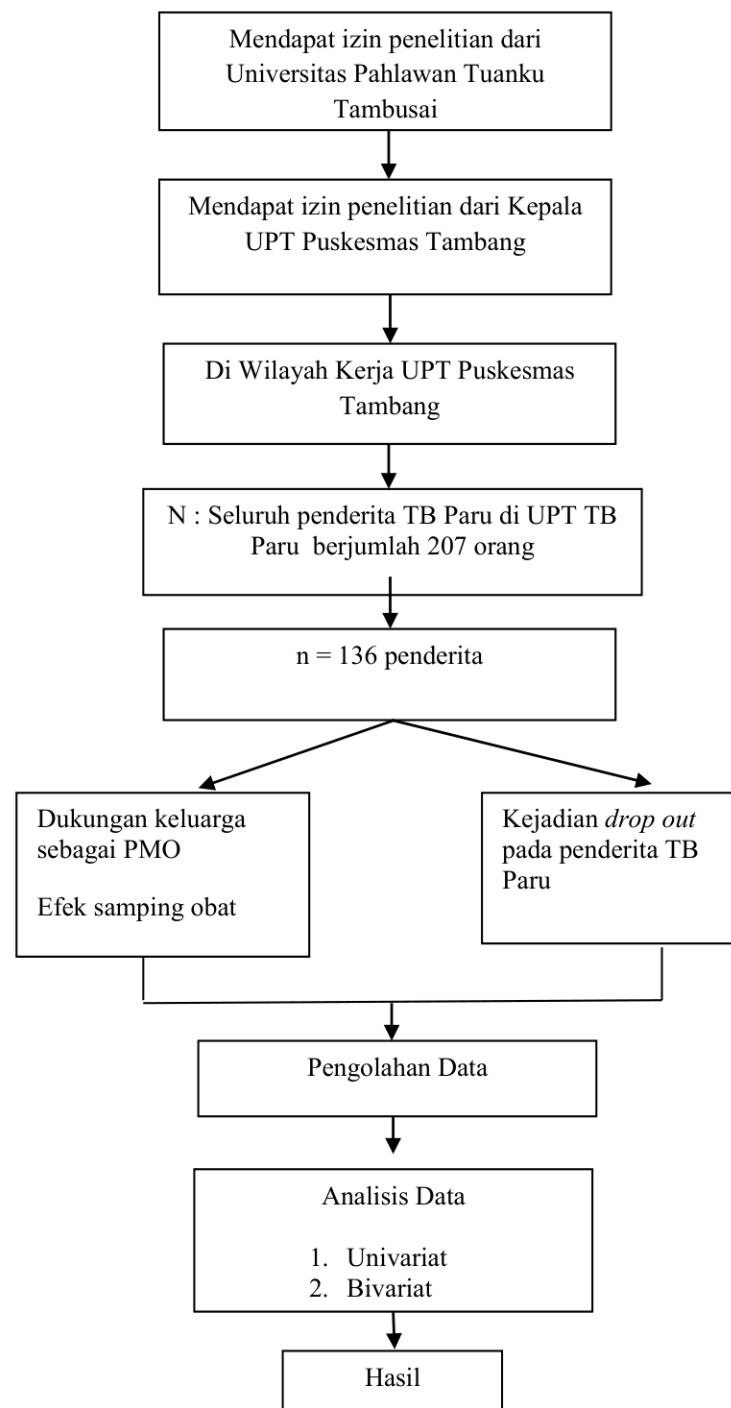 Mendapat izin penelitian dari
Universitas Pahlawan Tuanku
Tambusai
Mendapat izin penelitian dari Kepala
UPT Puskesmas Tambang
Di Wilayah Kerja UPT Puskesmas
Tambang
N : Seluruh penderita TB Paru di UPT TB
Paru berjumlah 207 orang
n = 136 penderita
Dukungan keluarga
sebagai PMO
Efek samping obat
Kejadian drop out
pada penderita TB
Paru
Pengolahan Data
Analisis Data
1. Univariat
2. Bivariat
Hasil